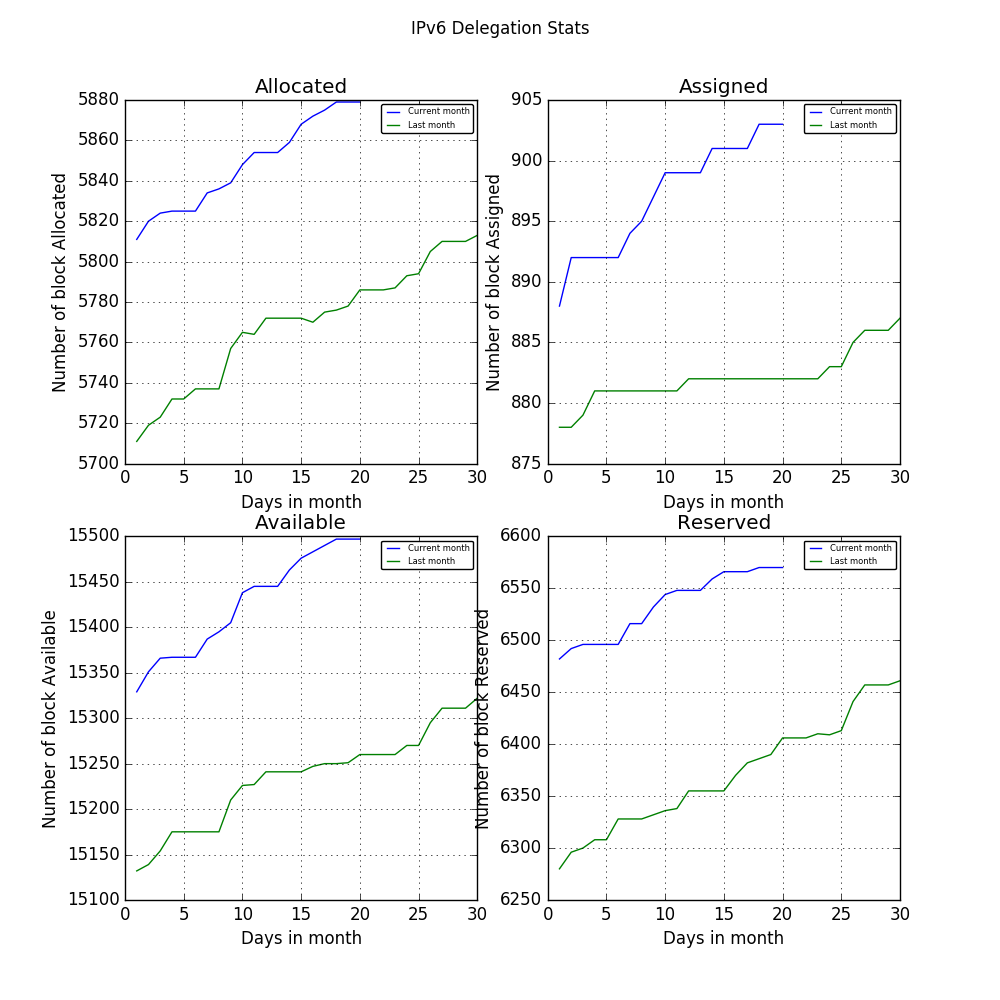 IPv6 Delegation Stats
Allocated
Number of block Allocated
5880
5860
5840
5820
5800
5780
5760
5740
5720
5700
Current month
Last month
0 5 10 15 20 25 30
Days in month
Assigned
Number of block Assigned
905
900
895
890
885
880
875
Current month
Last month
0 5 10 15 20 25 30
Days in month
Available
Number of block Available
15500
15450
15400
15350
15300
15250
15200
15150
15100
Current month
Last month
0 5 10 15 20 25 30
Days in month
Reserved
Number of block Reserved
6600
6550
6500
6450
6400
6350
6300
6250
Current month
Last month
0 5 10 15 20 25 30
Days in month